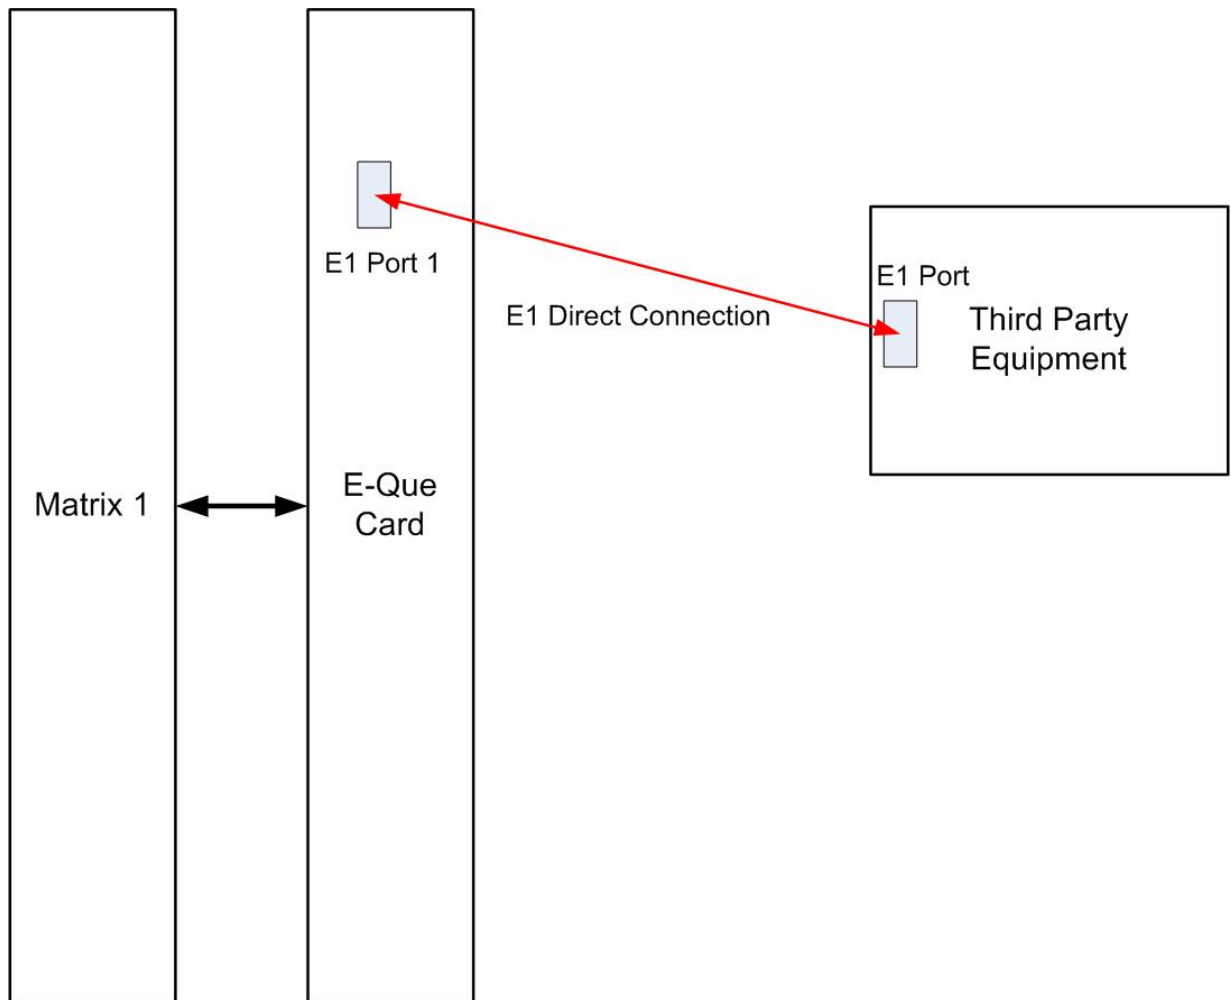 E1 Port 1
E1 Direct Connection
E1 Port
Third Party
Equipment
Matrix 1
E-Que
Card